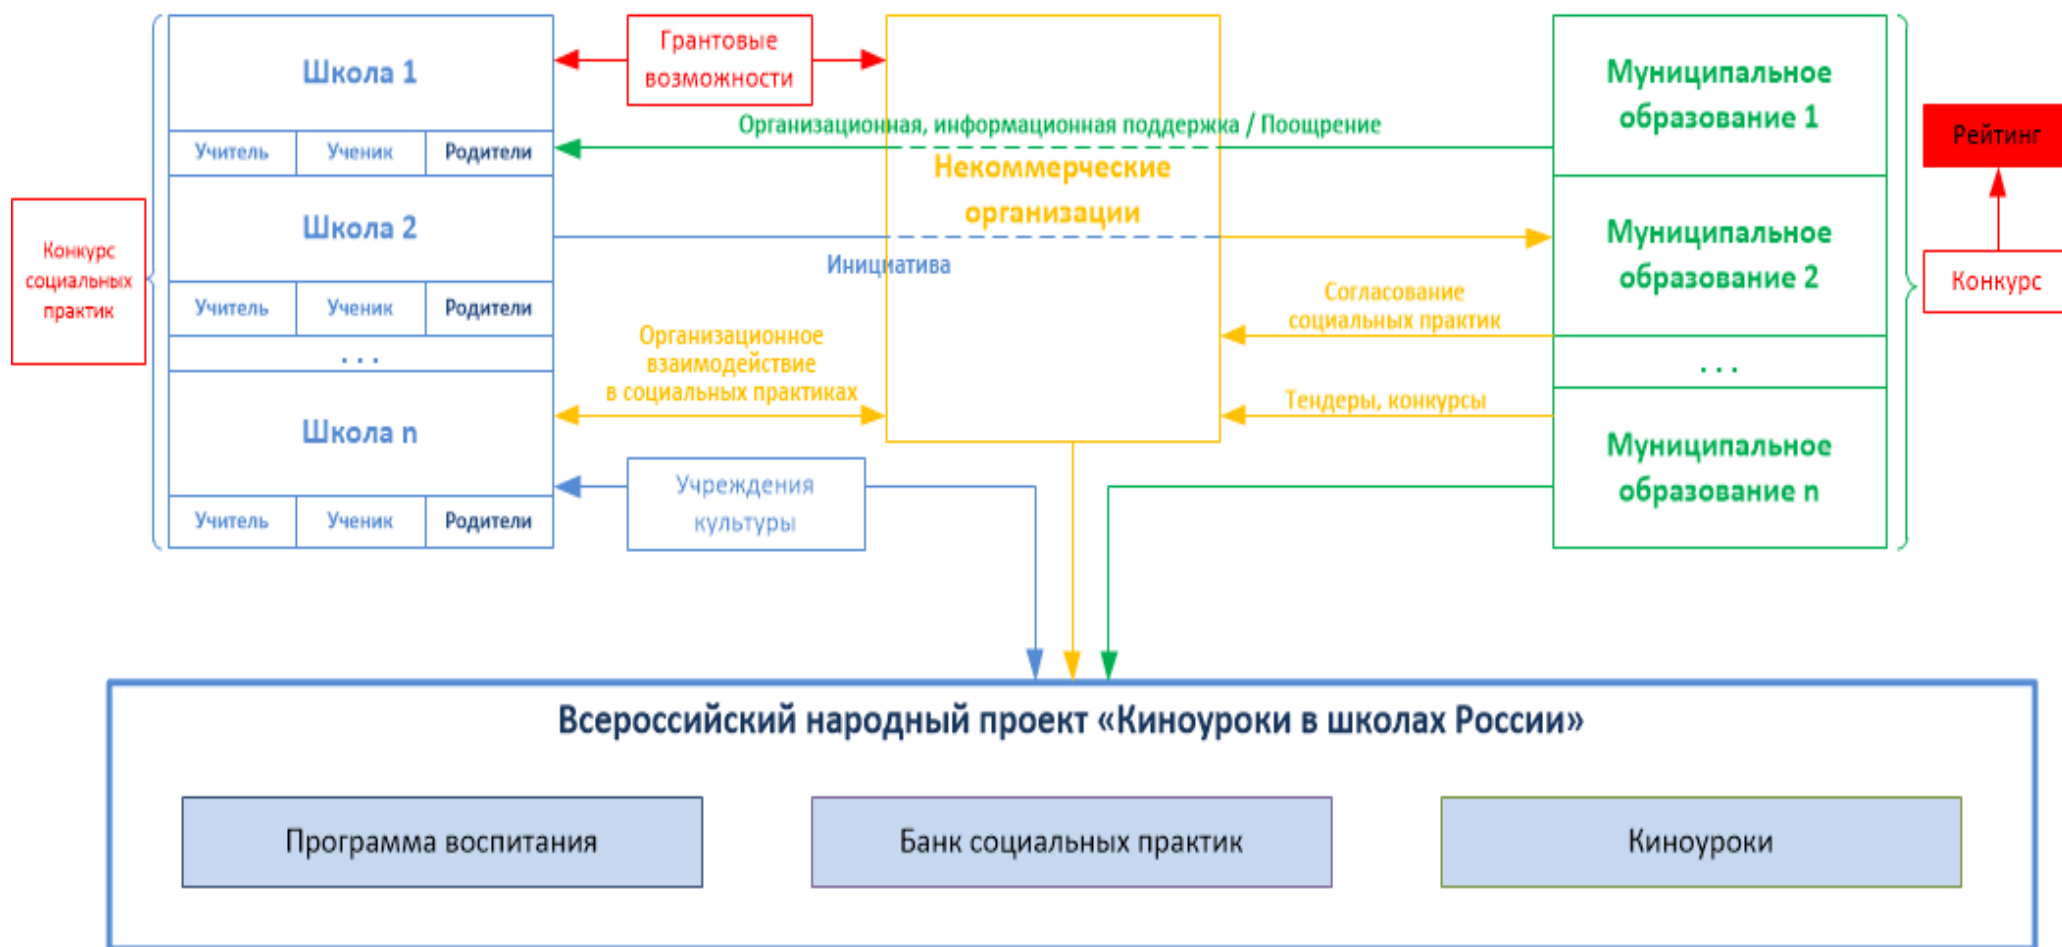 Школа 1
Учитель
Ученик
Родители
Школа 2
Учитель
Ученик
Родители
. . .
Школа n
Учитель
Ученик
Родители
Конкурс
социальных
практик
Грантовые
возможности
Организационная, информационная поддержка / Поощрение
Некоммерческие
организации
Инициатива
Организационное
взаимодействие
в социальных практиках
Учреждения
культуры
Согласование
социальных практик
Тендеры, конкурсы
Муниципальное
образование 1
Муниципальное
образование 2
. . .
Муниципальное
образование n
Рейтинг
Конкурс
Всероссийский народный проект «Киноуроки в школах России»
Программа воспитания
Банк социальных практик
Киноуроки